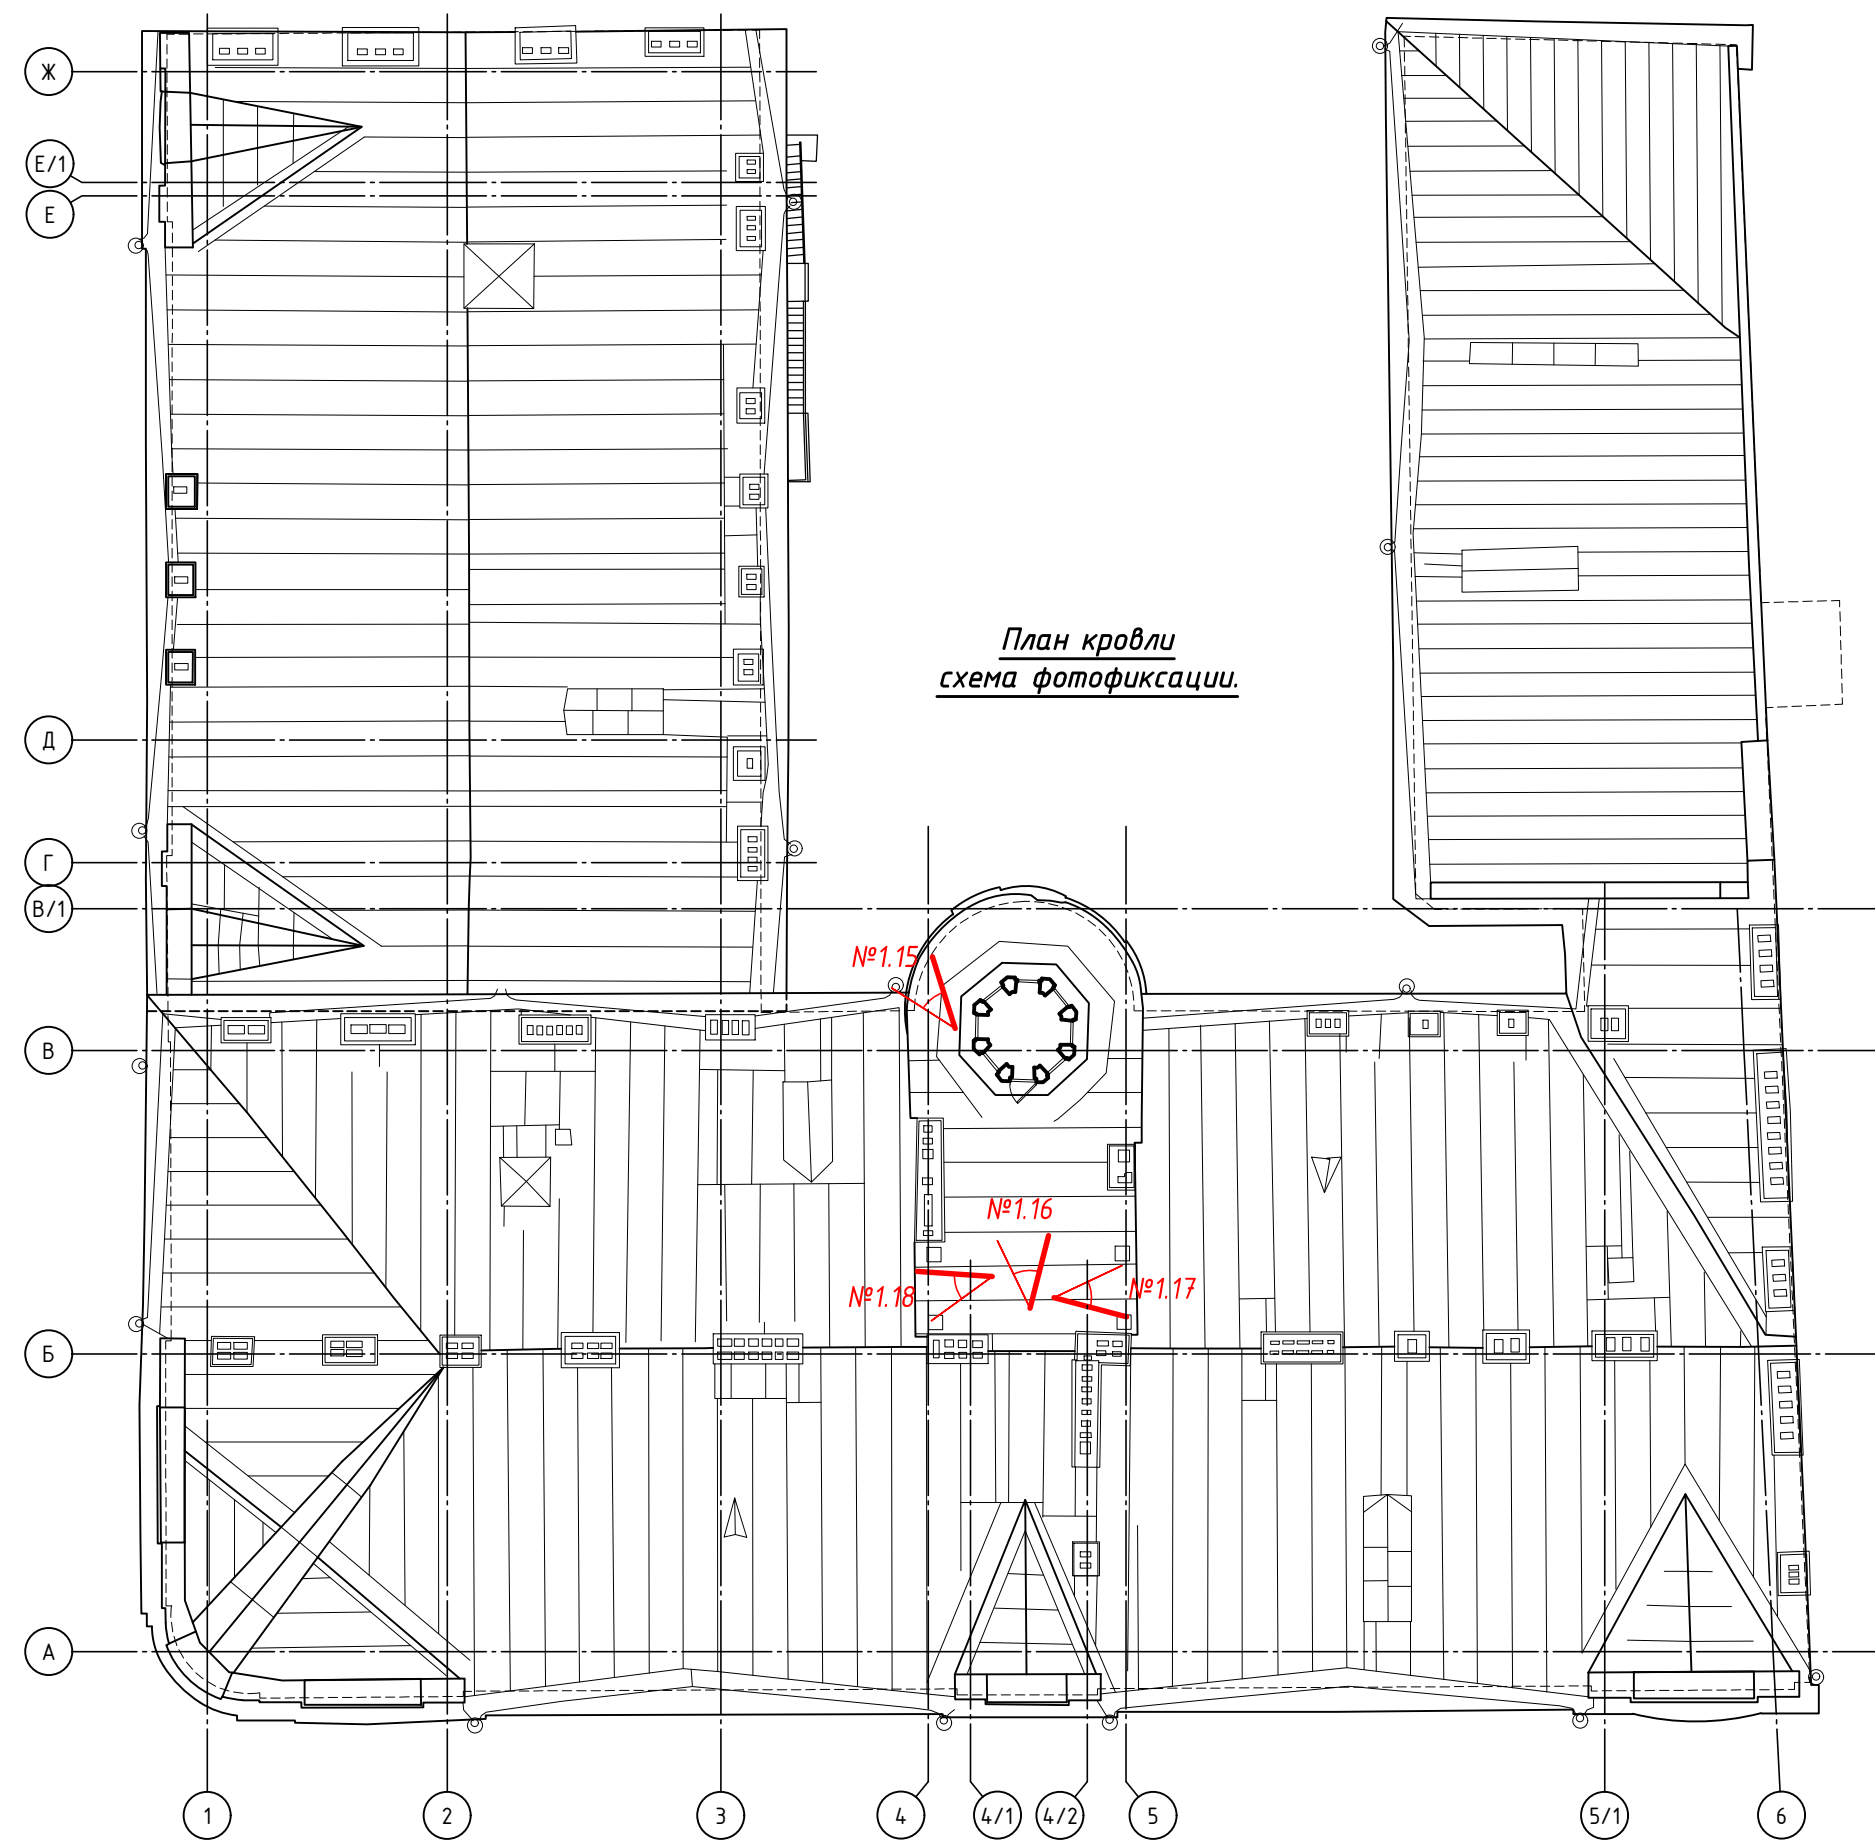 Ж
Е/1
Е
План кровли
схема фотофиксации.
Д
Г
В/1
№1.15
В
№1.16
№1.18
№1.17
Б
А
1
2
3
4
4/1
4/2
5
5/1
6